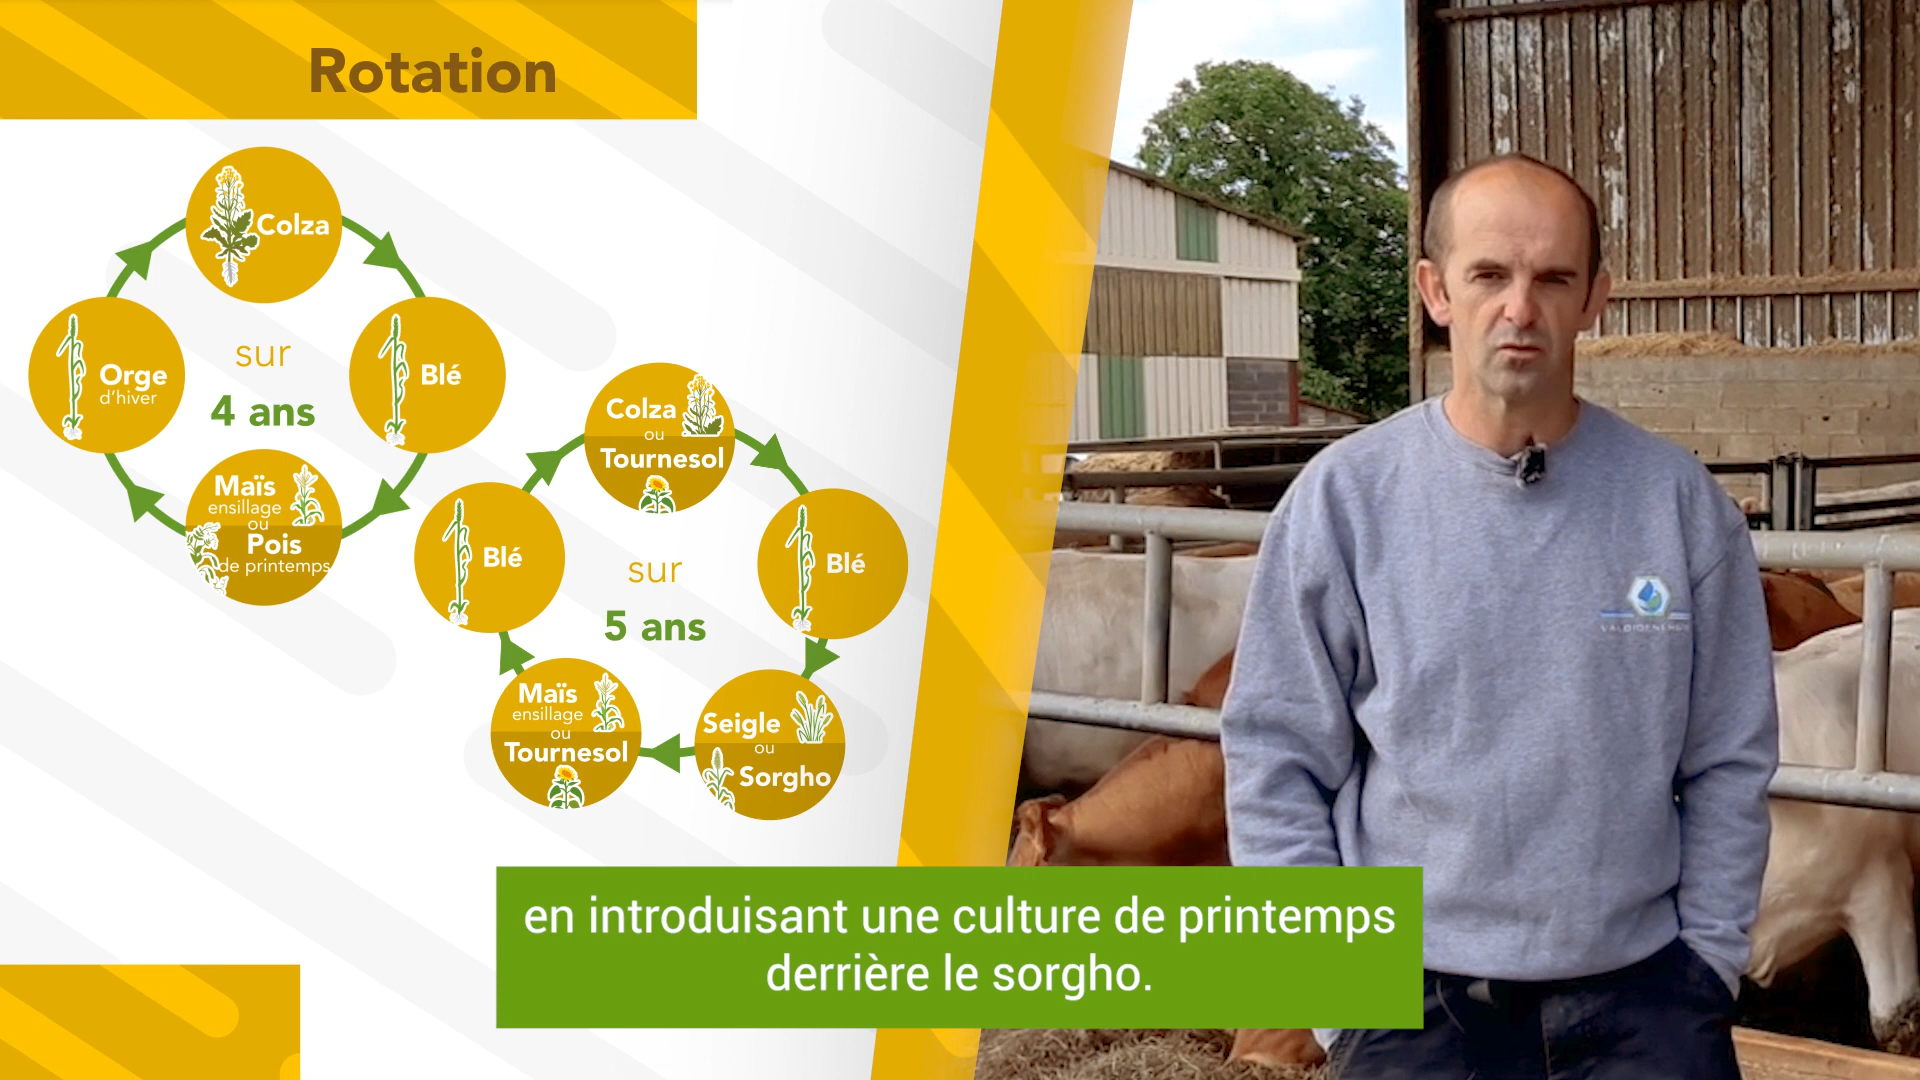 Rotation
Colza
Blé
Maïs
ensillage
ou
Pois
de printemps
Orge
d'hiver
sur
4 ans
Colza
ou
Tournesol
Blé
Seigle
ou
Sorgho
Maïs
ensillage
ou
Tournesol
Blé
sur
5 ans
VALBIOENERGIE
en introduisant une culture de printemps
derrière le sorgho.